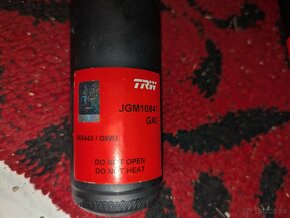 TRW
JGM1084T
GAS
DO NOT OPEN
DO NOT HEAT